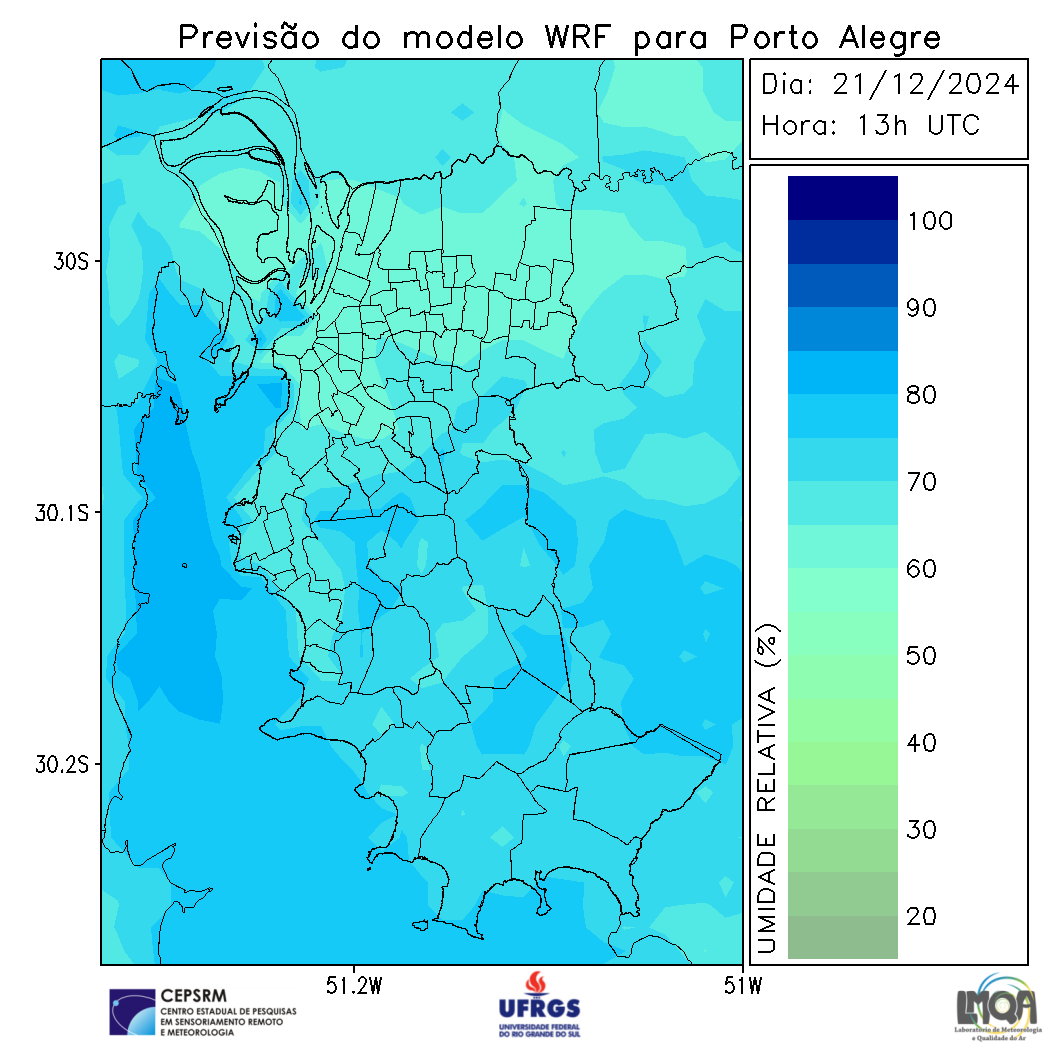 Previsão do modelo WRF para Porto Alegre
Dia: 21/12/2024
Hora: 13h UTC
30S
30.1S
30.2S
51.2W
51W
UMIDADE RELATIVA (%)
100
90
80
70
60
50
40
30
20
CEPSRM
CENTRO ESTADUAL DE PESQUISAS
EM SENSORIAMENTO REMOTO
E METEOROLOGIA
UFRGS
UNIVERSIDADE FEDERAL
DO RIO GRANDE DO SUL
LMQA
Laboratório de Meteorologia
e Qualidade do Ar